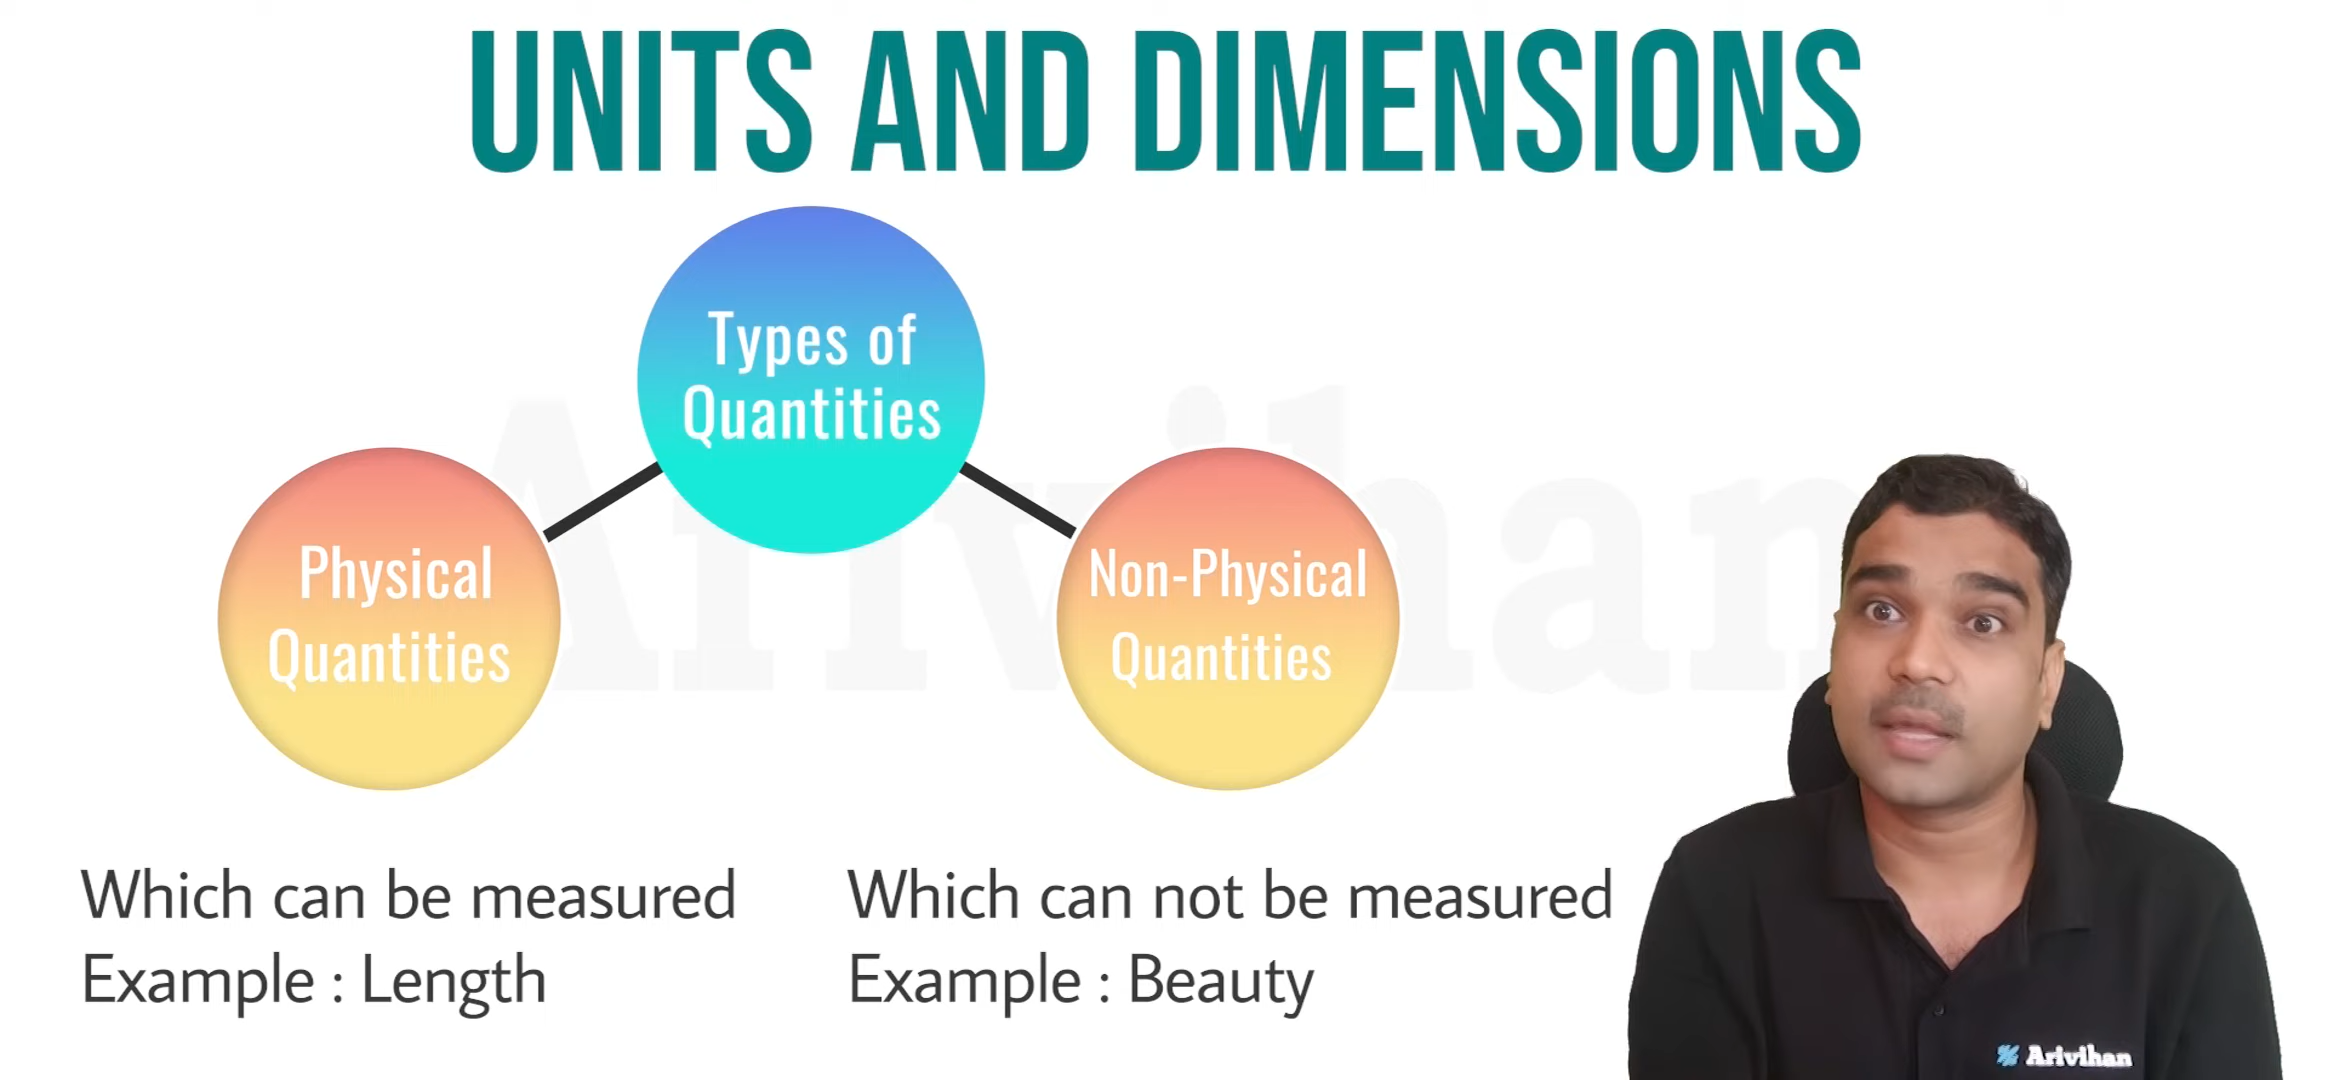 UNITS AND DIMENSIONS
Types of
Quantities
Physical
Quantities
Non-Physical
Quantities
Which can be measured
Example : Length
Which can not be measured
Example : Beauty
Arivihan
Arivihan